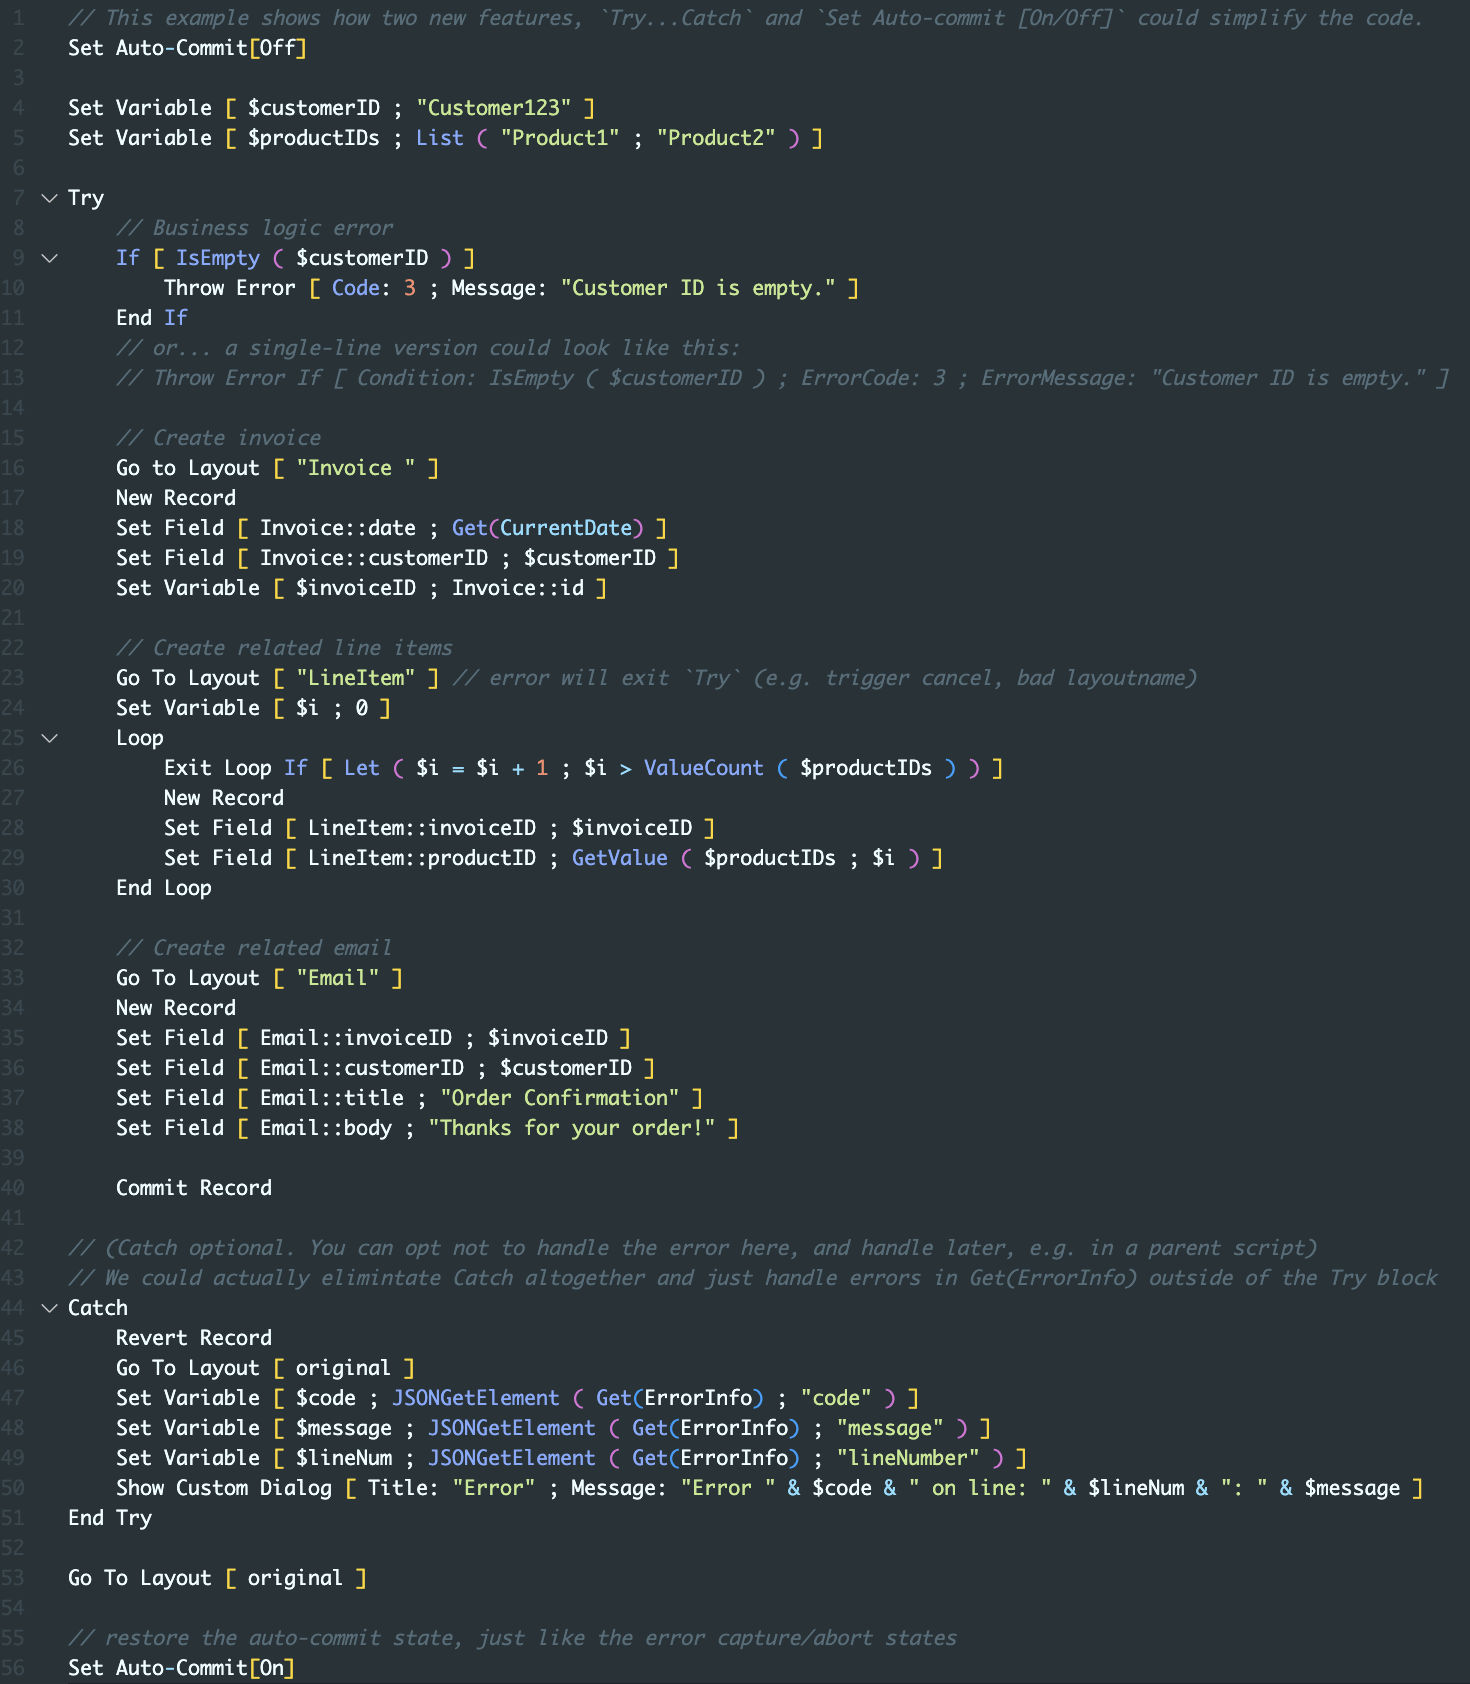 1 // This example shows how two new features, `Try...Catch` and `Set Auto-commit [On/Off]` could simplify the code.
2 Set Auto-Commit[Off]
3
4 Set Variable [ $customerID ; "Customer123" ]
5 Set Variable [ $productIDs ; List ( "Product1" ; "Product2" ) ]
6
7 Try
8 // Business logic error
9 If [ IsEmpty ( $customerID ) ]
10 Throw Error [ Code: 3 ; Message: "Customer ID is empty." ]
11 End If
12 // or... a single-line version could look like this:
13 // Throw Error If [ Condition: IsEmpty ( $customerID ) ; ErrorCode: 3 ; ErrorMessage: "Customer ID is empty." ]
14
15 // Create invoice
16 Go to Layout [ "Invoice " ]
17 New Record
18 Set Field [ Invoice::date ; Get(CurrentDate) ]
19 Set Field [ Invoice::customerID ; $customerID ]
20 Set Variable [ $invoiceID ; Invoice::id ]
21
22 // Create related line items
23 Go To Layout [ "LineItem" ] // error will exit `Try` (e.g. trigger cancel, bad layoutname)
24 Set Variable [ $i ; 0 ]
25 Loop
26 Exit Loop If [ Let ( $i = $i + 1 ; $i > ValueCount ( $productIDs ) ) ]
27 New Record
28 Set Field [ LineItem::invoiceID ; $invoiceID ]
29 Set Field [ LineItem::productID ; GetValue ( $productIDs ; $i ) ]
30 End Loop
31
32 // Create related email
33 Go To Layout [ "Email" ]
34 New Record
35 Set Field [ Email::invoiceID ; $invoiceID ]
36 Set Field [ Email::customerID ; $customerID ]
37 Set Field [ Email::title ; "Order Confirmation" ]
38 Set Field [ Email::body ; "Thanks for your order!" ]
39
40 Commit Record
41
42 // (Catch optional. You can opt not to handle the error here, and handle later, e.g. in a parent script)
43 // We could actually elimintate Catch altogether and just handle errors in Get(ErrorInfo) outside of the Try block
44 Catch
45 Revert Record
46 Go To Layout [ original ]
47 Set Variable [ $code ; JSONGetElement ( Get(ErrorInfo) ; "code" ) ]
48 Set Variable [ $message ; JSONGetElement ( Get(ErrorInfo) ; "message" ) ]
49 Set Variable [ $lineNum ; JSONGetElement ( Get(ErrorInfo) ; "lineNumber" ) ]
50 Show Custom Dialog [ Title: "Error" ; Message: "Error " & $code & " on line: " & $lineNum & ": " & $message ]
51 End Try
52
53 Go To Layout [ original ]
54
55 // restore the auto-commit state, just like the error capture/abort states
56 Set Auto-Commit[On]